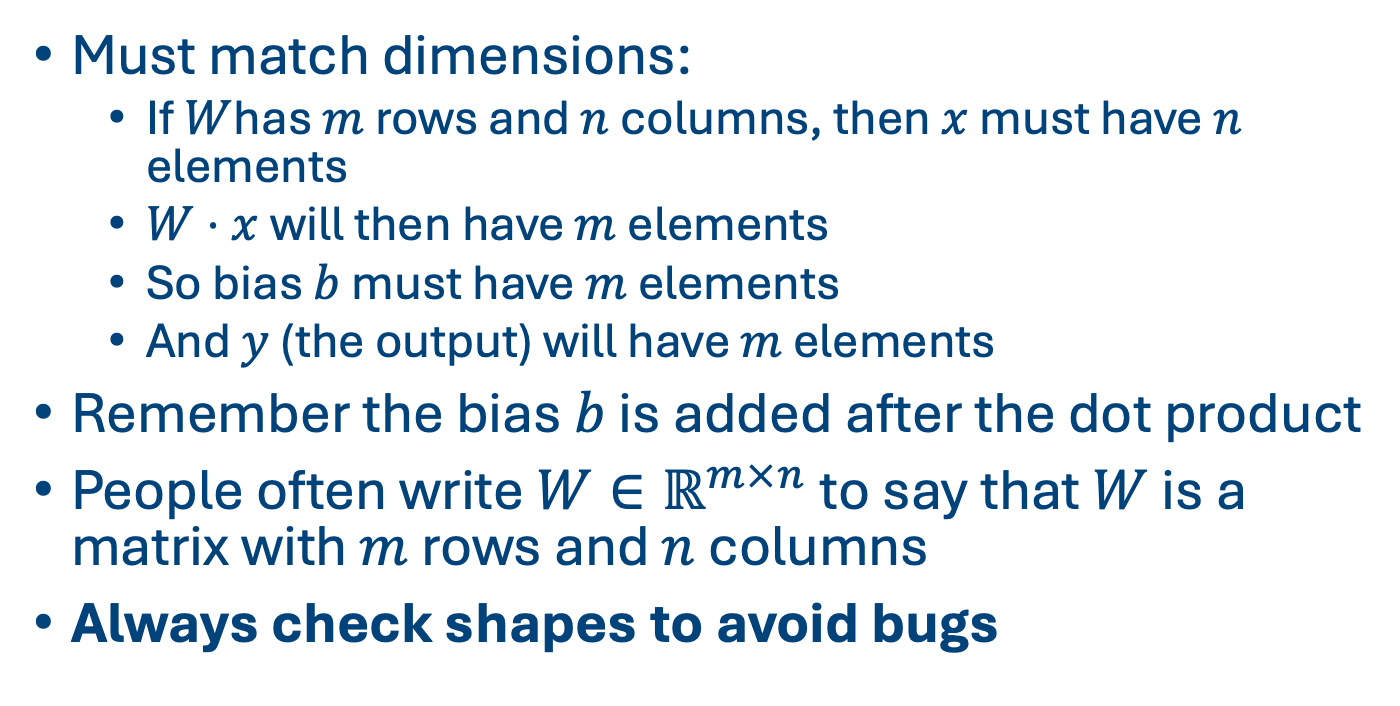 • Must match dimensions:
• If W has m rows and n columns, then x must have n
elements
• W · x will then have m elements
• So bias b must have m elements
• And y (the output) will have m elements
• Remember the bias b is added after the dot product
• People often write W ∈ ℝ^{m×n} to say that W is a
matrix with m rows and n columns
• Always check shapes to avoid bugs